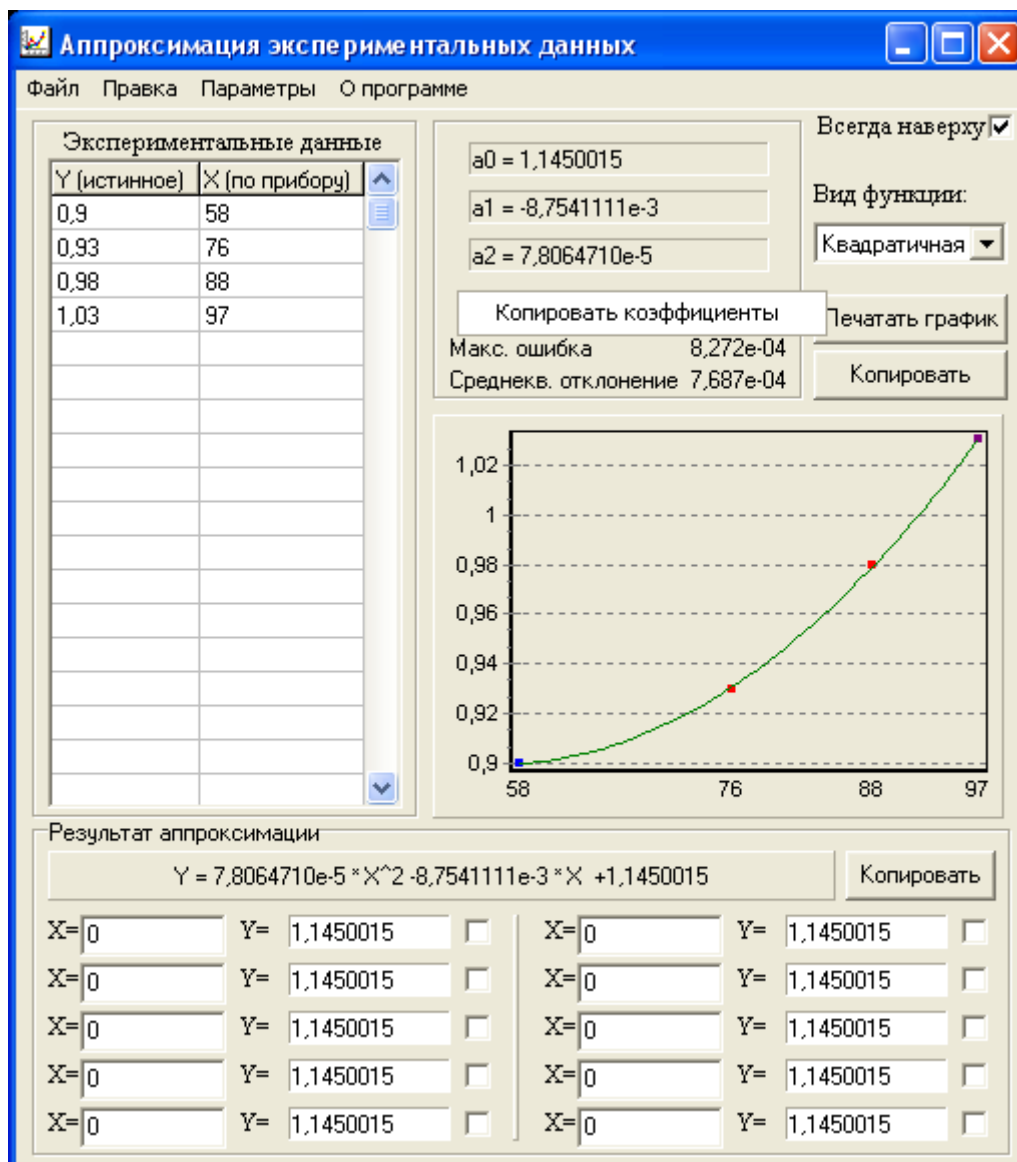 Аппроксимация экспериментальных данных
Файл Правка Параметры О программе
Экспериментальные данные
Y (истинное) X (по прибору)
0,9 58
0,93 76
0,98 88
1,03 97
a0 = 1,1450015
a1 = -8,7541111e-3
a2 = 7,8064710e-5
Копировать коэффициенты
Макс. ошибка 8,272e-04
Среднекв. отклонение 7,687e-04
Всегда наверху
Вид функции:
Квадратичная
Печатать график
Копировать
1,02
1
0,98
0,96
0,94
0,92
0,9
58 76 88 97
Результат аппроксимации
Y = 7,8064710e-5 * X^2 -8,7541111e-3 * X +1,1450015
Копировать
X= 0 Y= 1,1450015 X= 0 Y= 1,1450015
X= 0 Y= 1,1450015 X= 0 Y= 1,1450015
X= 0 Y= 1,1450015 X= 0 Y= 1,1450015
X= 0 Y= 1,1450015 X= 0 Y= 1,1450015
X= 0 Y= 1,1450015 X= 0 Y= 1,1450015